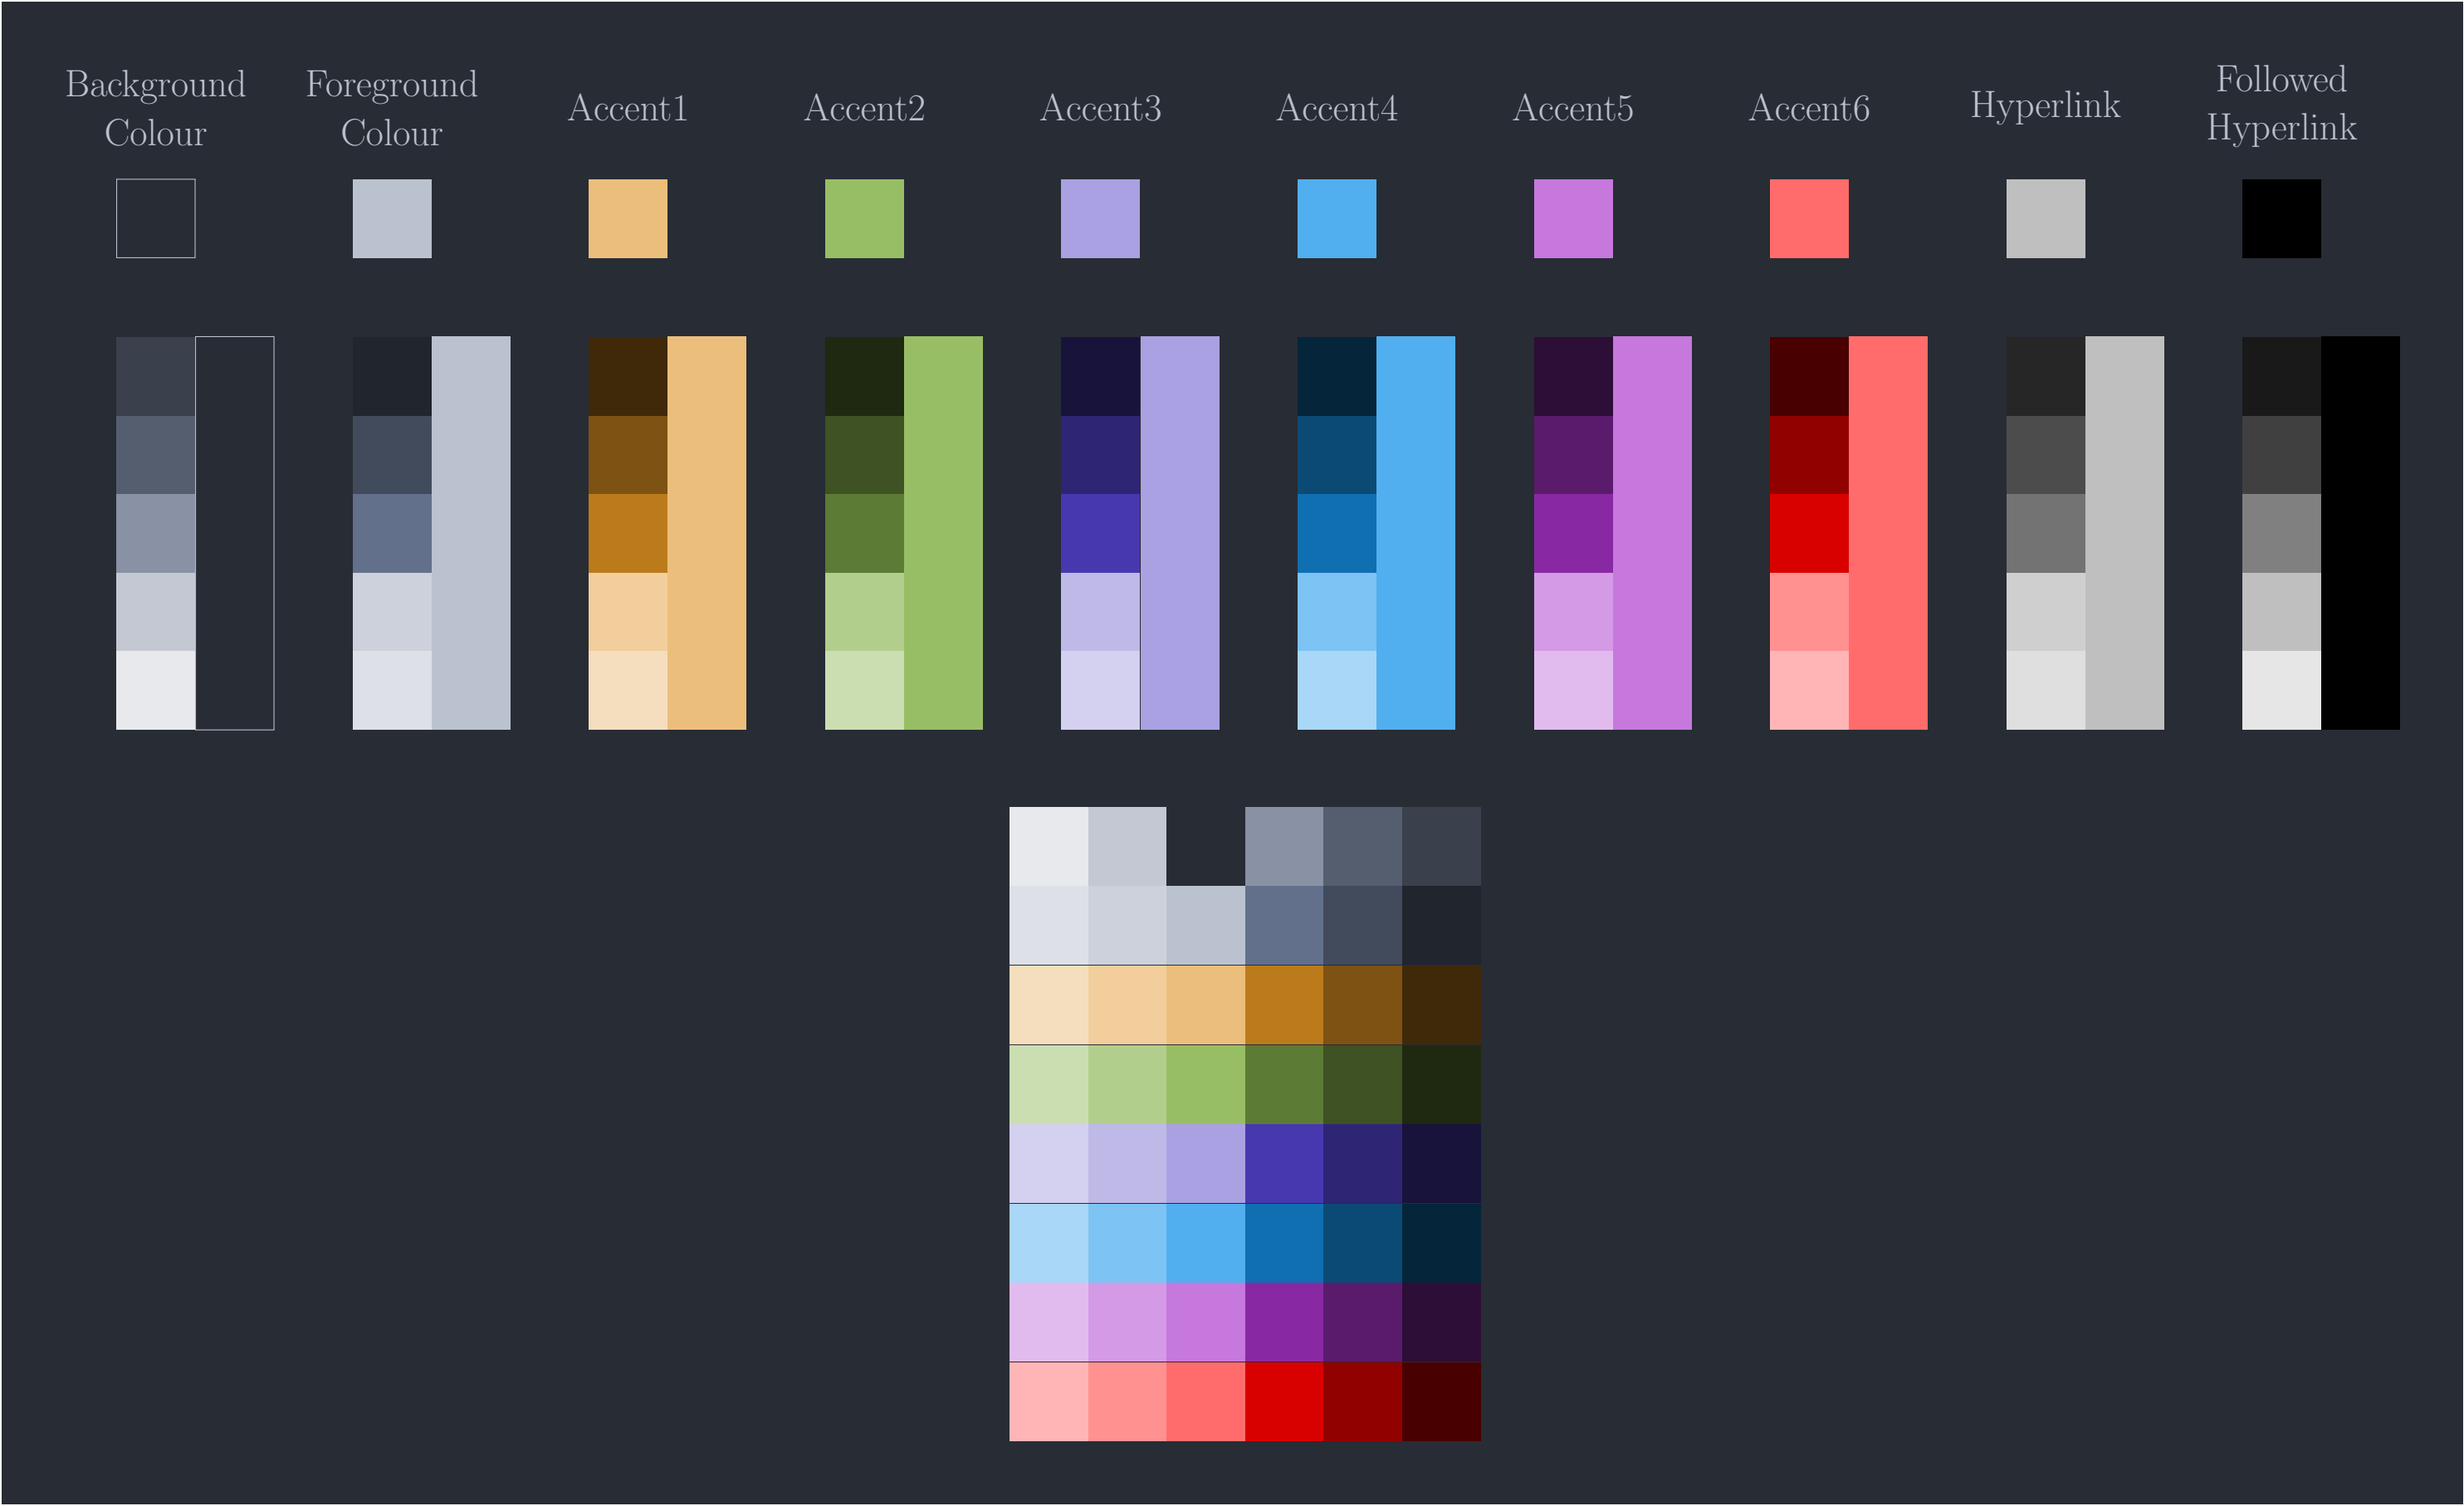 Background
Colour
Foreground
Colour
Accent1
Accent2
Accent3
Accent4
Accent5
Accent6
Hyperlink
Followed
Hyperlink